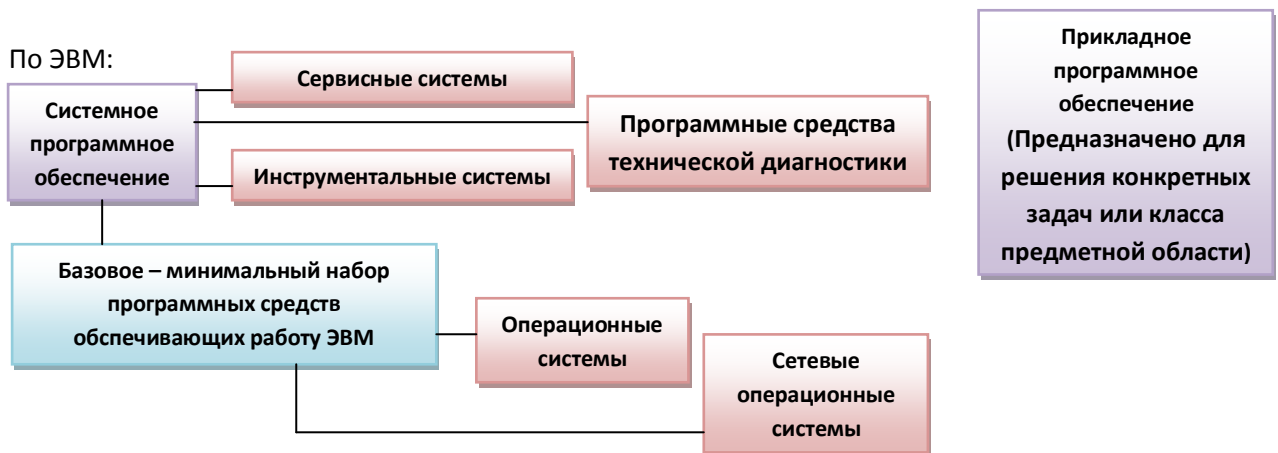 По ЭВМ:
Системное
программное
обеспечение
Сервисные системы
Программные средства
технической диагностики
Инструментальные системы
Базовое – минимальный набор
программных средств
обспечивающих работу ЭВМ
Операционные
системы
Сетевые
операционные
системы
Прикладное
программное
обеспечение
(Предназначено для
решения конкретных
задач или класса
предметной области)